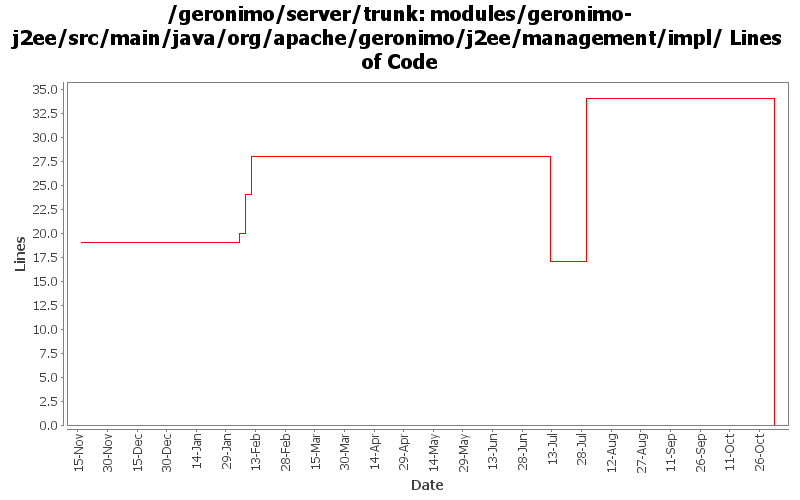 /geronimo/server/trunk: modules/geronimo-
j2ee/src/main/java/org/apache/geronimo/j2ee/management/impl/ Lines
of Code
35.0
32.5
30.0
27.5
25.0
22.5
20.0
17.5
15.0
12.5
10.0
7.5
5.0
2.5
0.0
Lines
15-Nov
30-Nov
15-Dec
30-Dec
14-Jan
29-Jan
13-Feb
28-Feb
15-Mar
30-Mar
14-Apr
29-Apr
14-May
29-May
13-Jun
28-Jun
13-Jul
28-Jul
12-Aug
27-Aug
11-Sep
26-Sep
11-Oct
26-Oct
Date